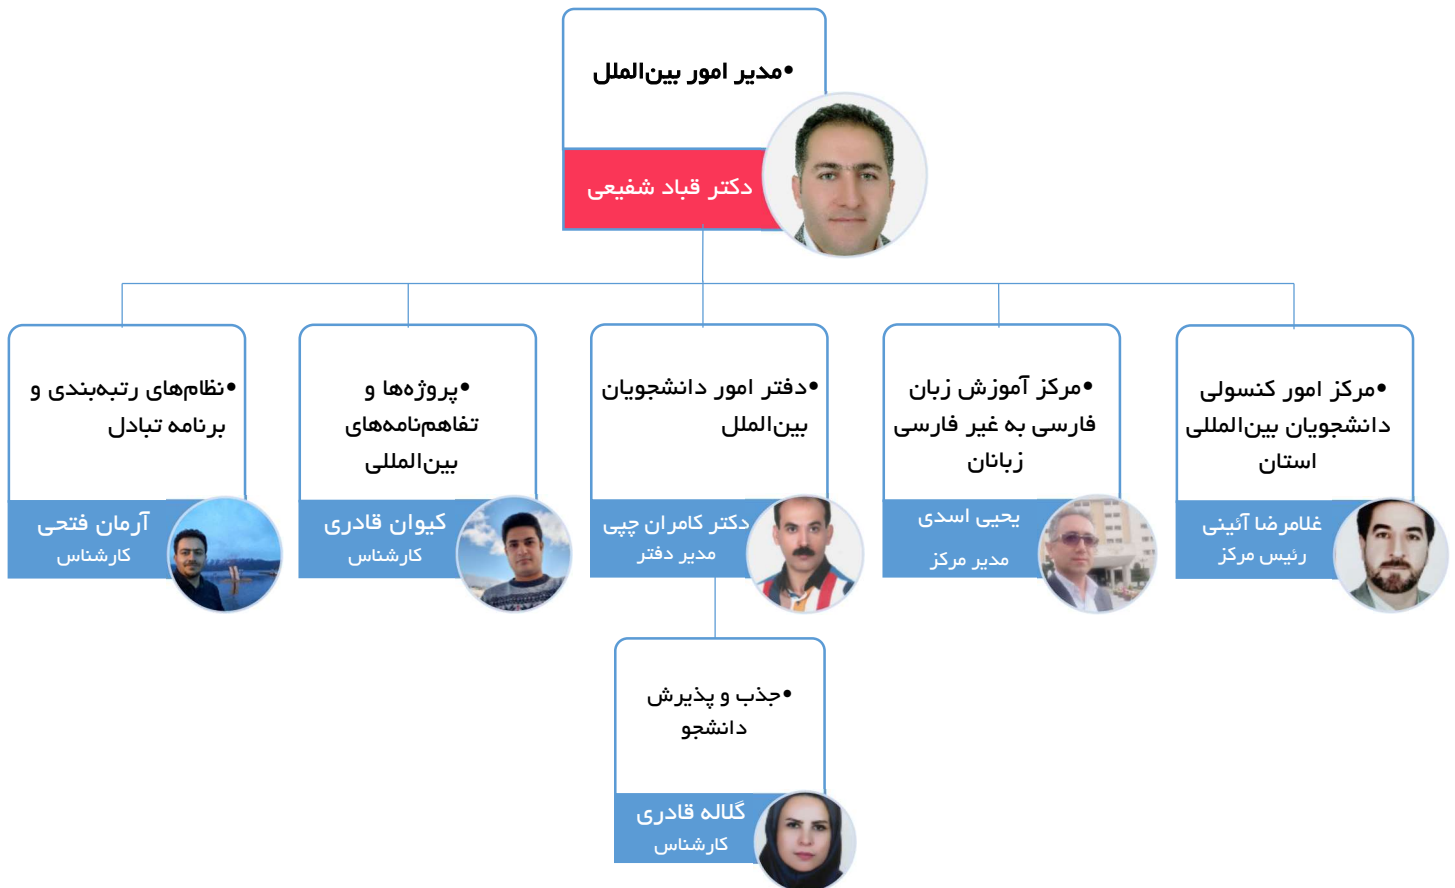 •مدیر امور بین‌الملل
دکتر قباد شفیعی
•مرکز امور کنسولی
دانشجویان بین‌المللی
استان
غلامرضا آئینی
رئیس مرکز
•مرکز آموزش زبان
فارسی به غیر فارسی
زبانان
یحیی اسدی
مدیر مرکز
•دفتر امور دانشجویان
بین‌الملل
دکتر کامران چپی
مدیر دفتر
•پروژه‌ها و
تفاهم‌نامه‌های
بین‌المللی
کیوان قادری
کارشناس
•نظام‌های رتبه‌بندی و
برنامه تبادل
آرمان فتحی
کارشناس
•جذب و پذیرش
دانشجو
گلاله قادری
کارشناس